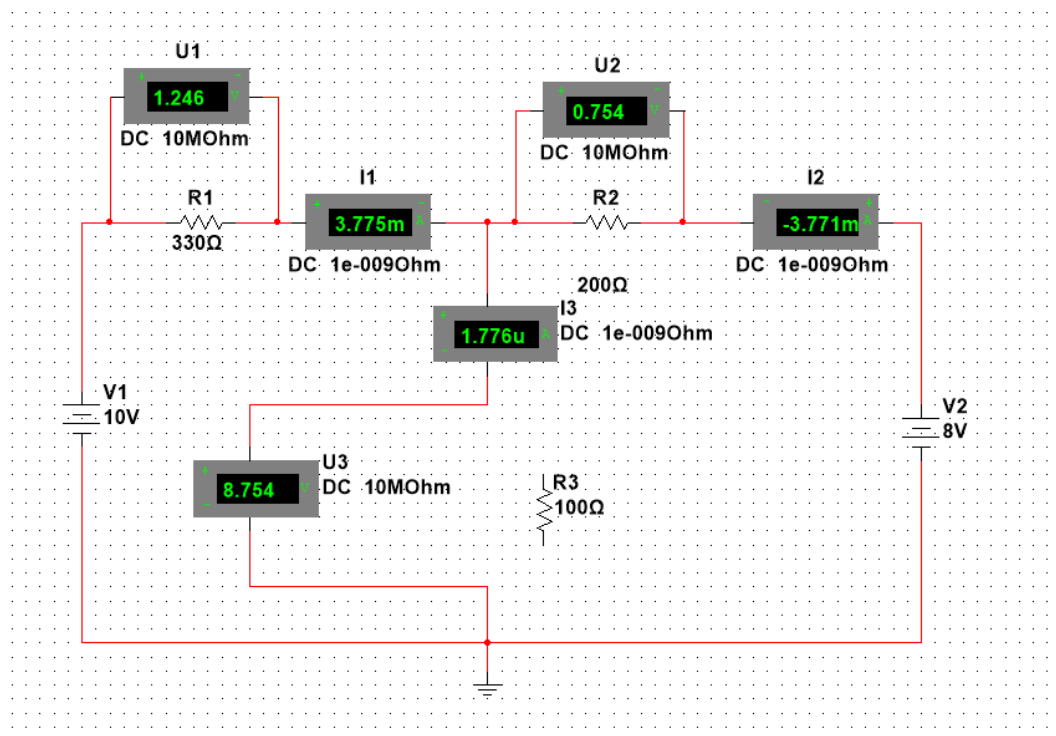 U1
+ -
1.246 V
DC 10MOhm
U2
+ -
0.754 V
DC 10MOhm
R1
330Ω
I1
+ -
3.775m A
DC 1e-009Ohm
R2
200Ω
I2
- +
-3.771m A
DC 1e-009Ohm
I3
+
1.776u A
-
DC 1e-009Ohm
V1
10V
V2
8V
U3
+
8.754 V
-
DC 10MOhm
R3
100Ω